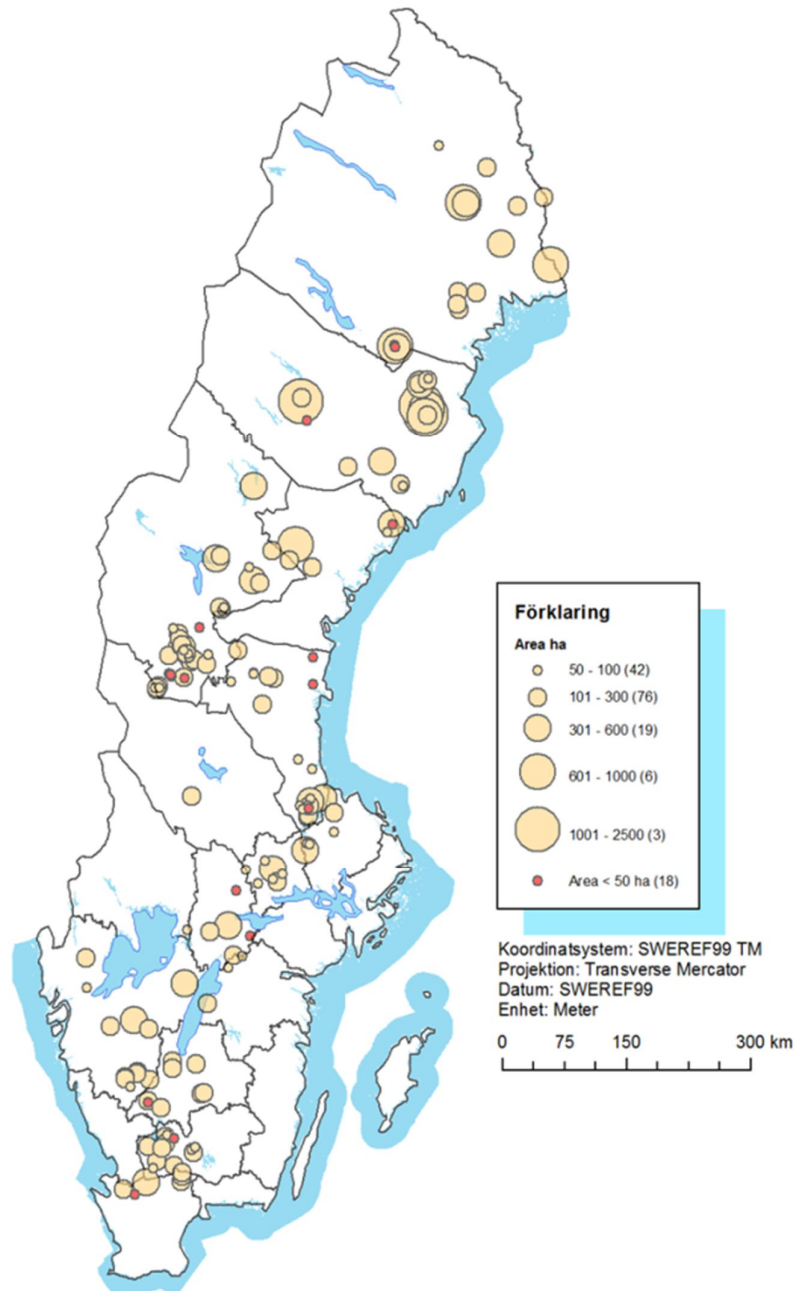 Förklaring
Area ha
50 - 100 (42)
101 - 300 (76)
301 - 600 (19)
601 - 1000 (6)
1001 - 2500 (3)
Area < 50 ha (18)
Koordinatsystem: SWEREF99 TM
Projektion: Transverse Mercator
Datum: SWEREF99
Enhet: Meter
0 75 150 300 km